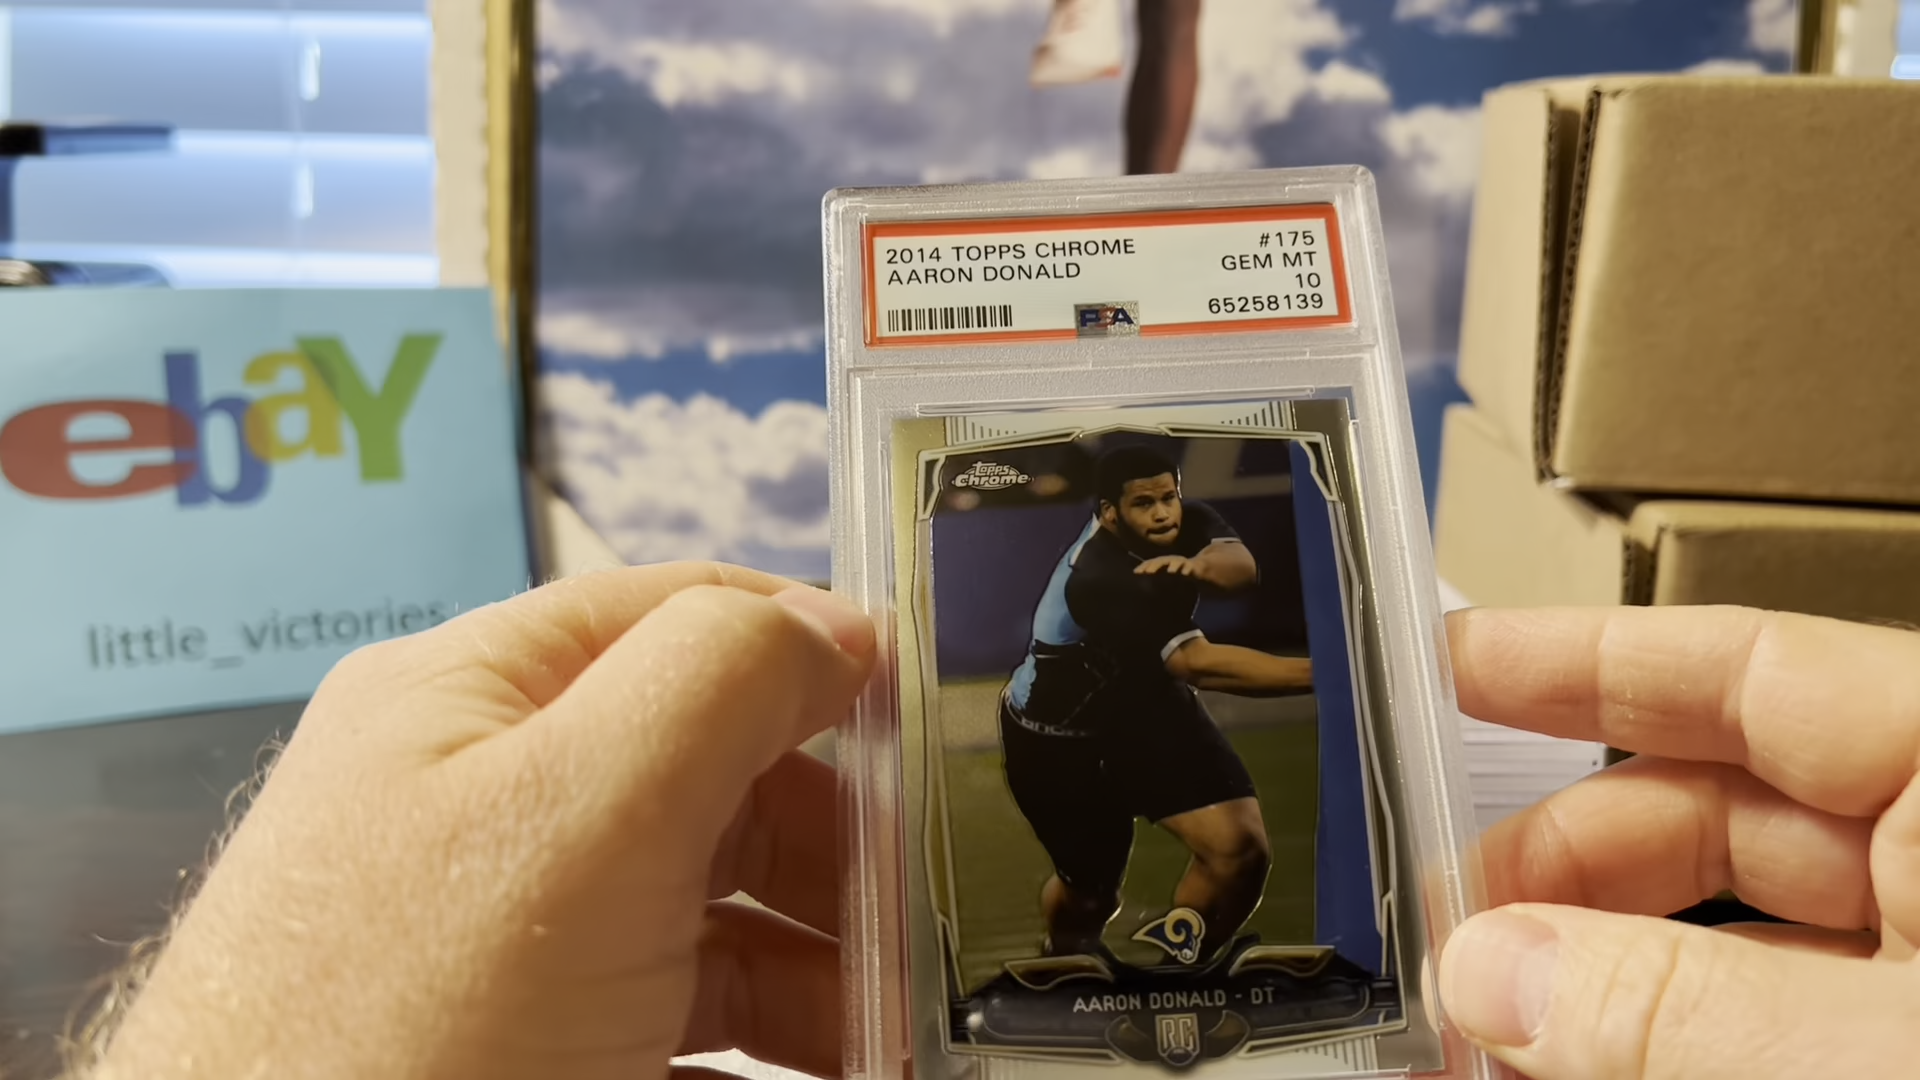 2014 TOPPS CHROME #175
AARON DONALD GEM MT
10
PSA 65258139
ebaY
little_victories
Topps
Chrome
AARON DONALD - DT
RC